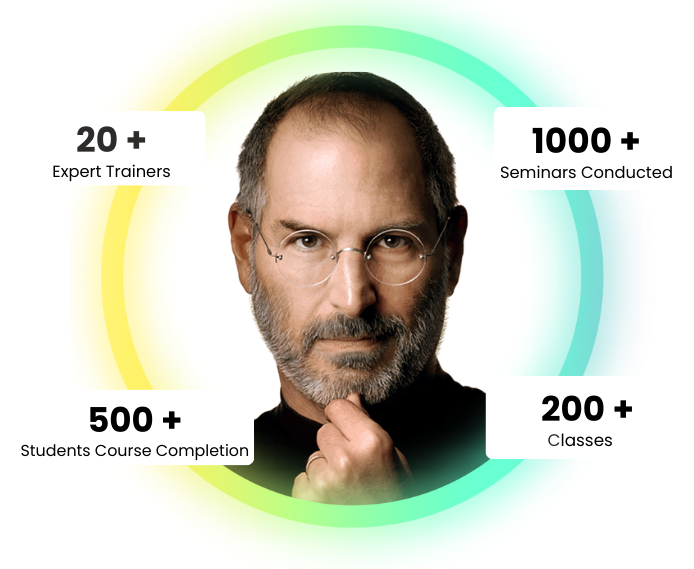 20 +
Expert Trainers
1000 +
Seminars Conducted
500 +
Students Course Completion
200 +
Classes